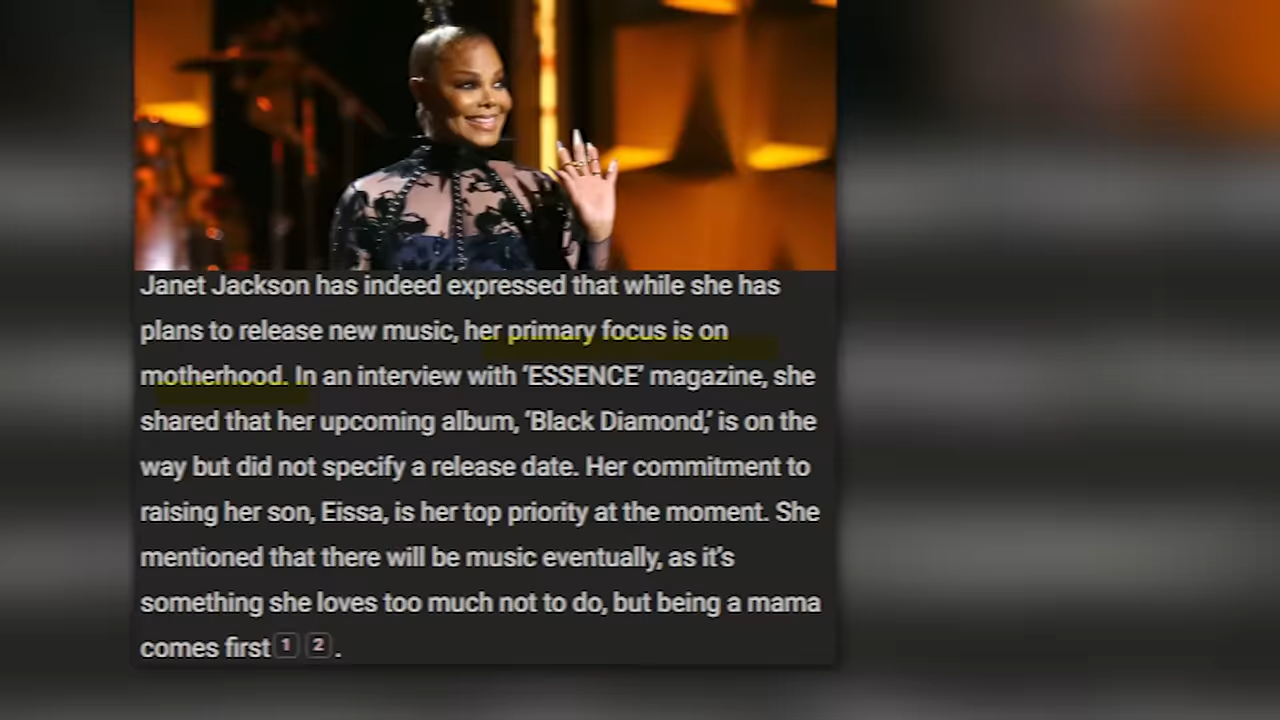 Janet Jackson has indeed expressed that while she has
plans to release new music, her primary focus is on
motherhood. In an interview with ‘ESSENCE’ magazine, she
shared that her upcoming album, ‘Black Diamond,’ is on the
way but did not specify a release date. Her commitment to
raising her son, Eissa, is her top priority at the moment. She
mentioned that there will be music eventually, as it’s
something she loves too much not to do, but being a mama
comes first 1 2 .